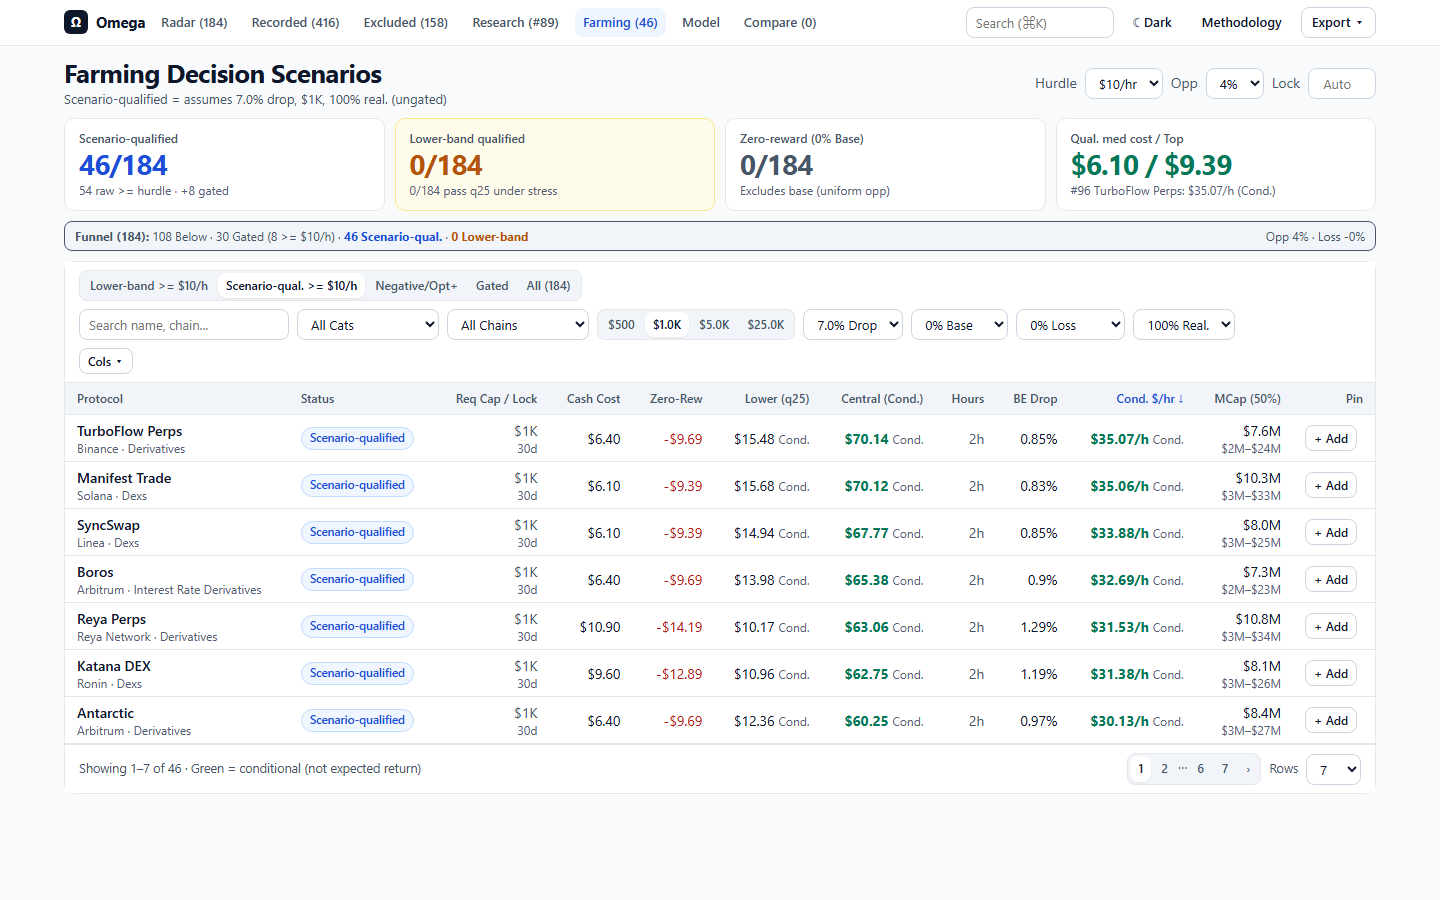 Ω Omega Radar (184) Recorded (416) Excluded (158) Research (#89) Farming (46) Model Compare (0) Search (⌘K) ☾ Dark Methodology Export ▾
Farming Decision Scenarios
Scenario-qualified = assumes 7.0% drop, $1K, 100% real. (ungated)
Hurdle $10/hr Opp 4% Lock Auto
Scenario-qualified
46/184
54 raw >= hurdle · +8 gated
Lower-band qualified
0/184
0/184 pass q25 under stress
Zero-reward (0% Base)
0/184
Excludes base (uniform opp)
Qual. med cost / Top
$6.10 / $9.39
#96 TurboFlow Perps: $35.07/h (Cond.)
Funnel (184): 108 Below · 30 Gated (8 >= $10/h) · 46 Scenario-qual. · 0 Lower-band Opp 4% · Loss -0%
Lower-band >= $10/h Scenario-qual. >= $10/h Negative/Opt+ Gated All (184)
Search name, chain... All Cats All Chains $500 $1.0K $5.0K $25.0K 7.0% Drop 0% Base 0% Loss 100% Real.
Cols ▾
Protocol Status Req Cap / Lock Cash Cost Zero-Rew Lower (q25) Central (Cond.) Hours BE Drop Cond. $/hr ↓ MCap (50%) Pin
TurboFlow Perps Scenario-qualified $1K $6.40 -$9.69 $15.48 Cond. $70.14 Cond. 2h 0.85% $35.07/h Cond. $7.6M + Add
Binance · Derivatives 30d $2M–$24M
Manifest Trade Scenario-qualified $1K $6.10 -$9.39 $15.68 Cond. $70.12 Cond. 2h 0.83% $35.06/h Cond. $10.3M + Add
Solana · Dexs 30d $3M–$33M
SyncSwap Scenario-qualified $1K $6.10 -$9.39 $14.94 Cond. $67.77 Cond. 2h 0.85% $33.88/h Cond. $8.0M + Add
Linea · Dexs 30d $3M–$25M
Boros Scenario-qualified $1K $6.40 -$9.69 $13.98 Cond. $65.38 Cond. 2h 0.9% $32.69/h Cond. $7.3M + Add
Arbitrum · Interest Rate Derivatives 30d $2M–$23M
Reya Perps Scenario-qualified $1K $10.90 -$14.19 $10.17 Cond. $63.06 Cond. 2h 1.29% $31.53/h Cond. $10.8M + Add
Reya Network · Derivatives 30d $3M–$34M
Katana DEX Scenario-qualified $1K $9.60 -$12.89 $10.96 Cond. $62.75 Cond. 2h 1.19% $31.38/h Cond. $8.1M + Add
Ronin · Dexs 30d $3M–$26M
Antarctic Scenario-qualified $1K $6.40 -$9.69 $12.36 Cond. $60.25 Cond. 2h 0.97% $30.13/h Cond. $8.4M + Add
Arbitrum · Derivatives 30d $3M–$27M
Showing 1–7 of 46 · Green = conditional (not expected return) 1 2 ··· 6 7 › Rows 7